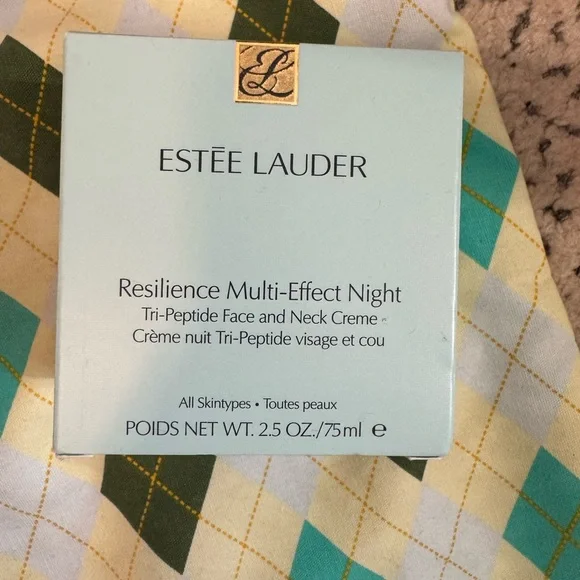 EL
ESTĒE LAUDER
Resilience Multi-Effect Night
Tri-Peptide Face and Neck Creme
Crème nuit Tri-Peptide visage et cou
All Skintypes • Toutes peaux
POIDS NET WT. 2.5 OZ./75ml ℮